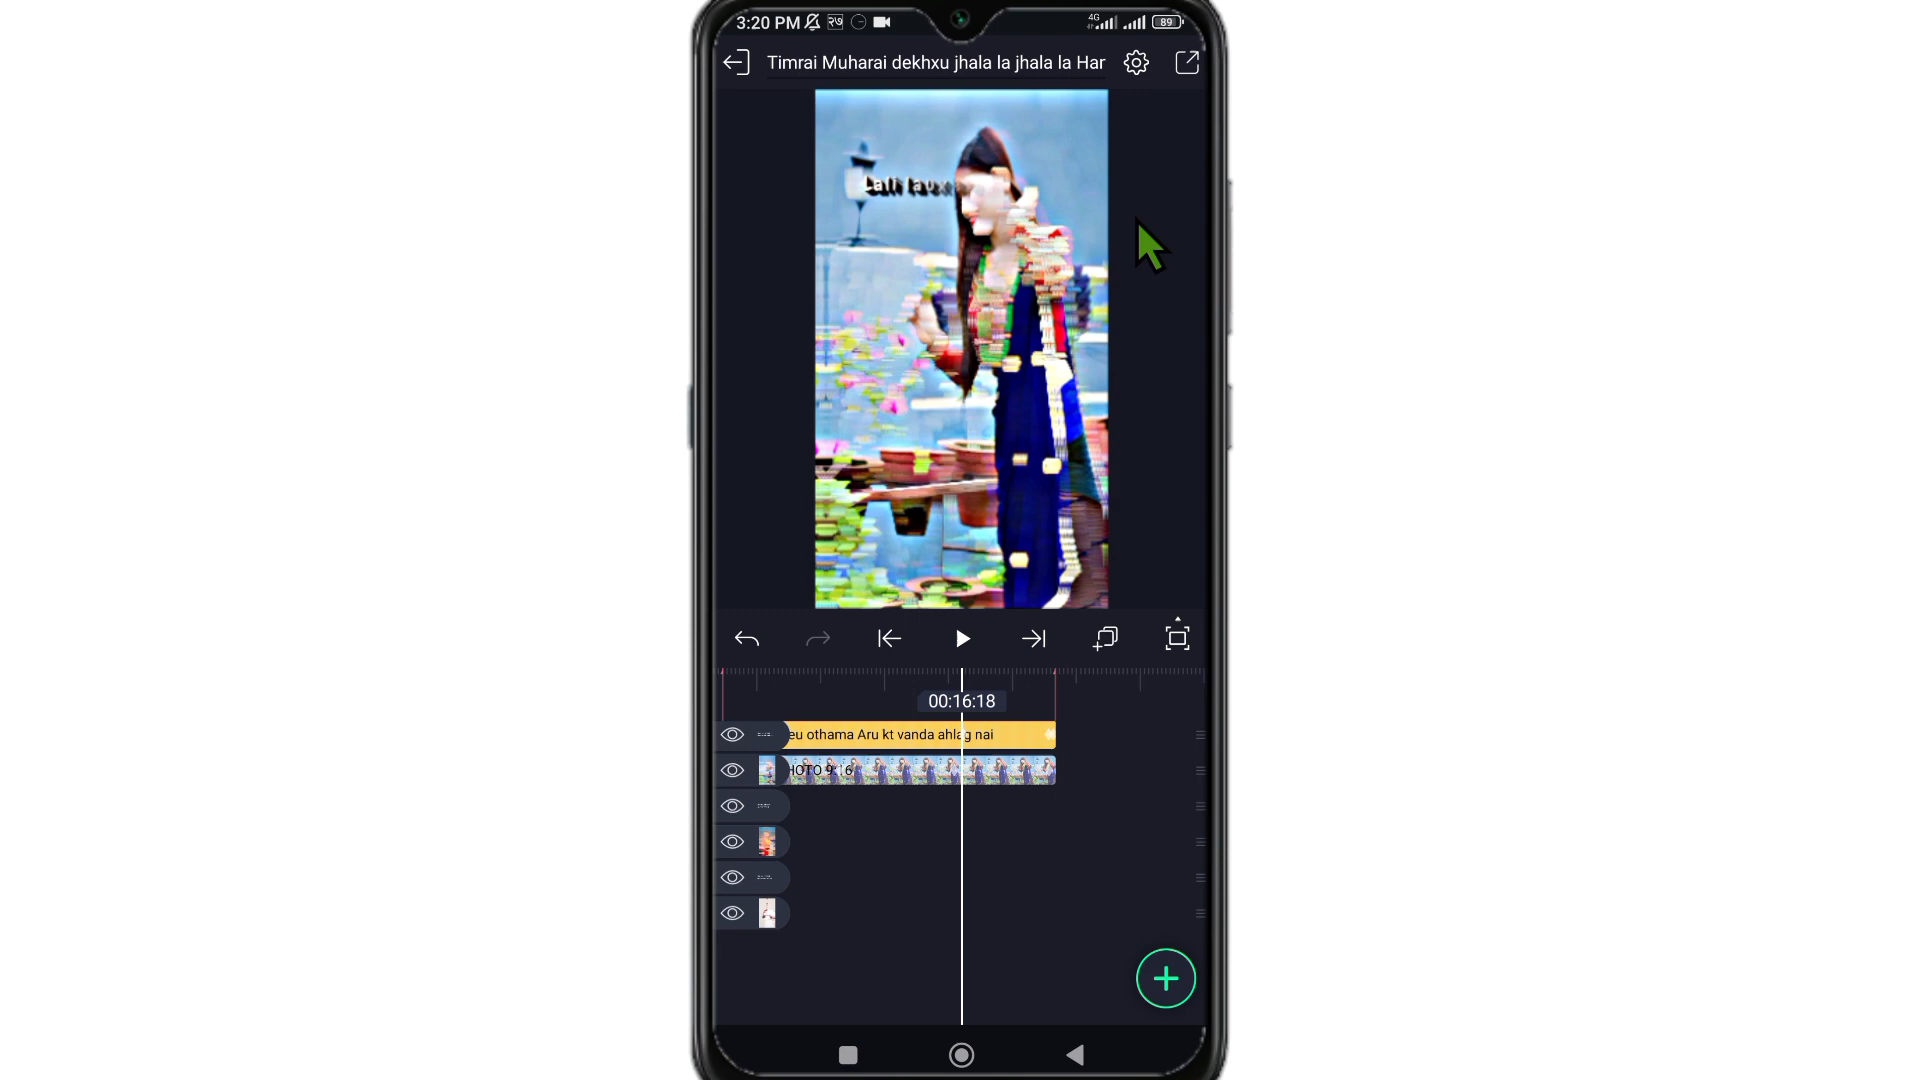 3:20 PM २७ 4G 89
Timrai Muharai dekhxu jhala la jhala la Har
00:16:18
eu othama Aru kt vanda ahlag nai
HOTO 9:16